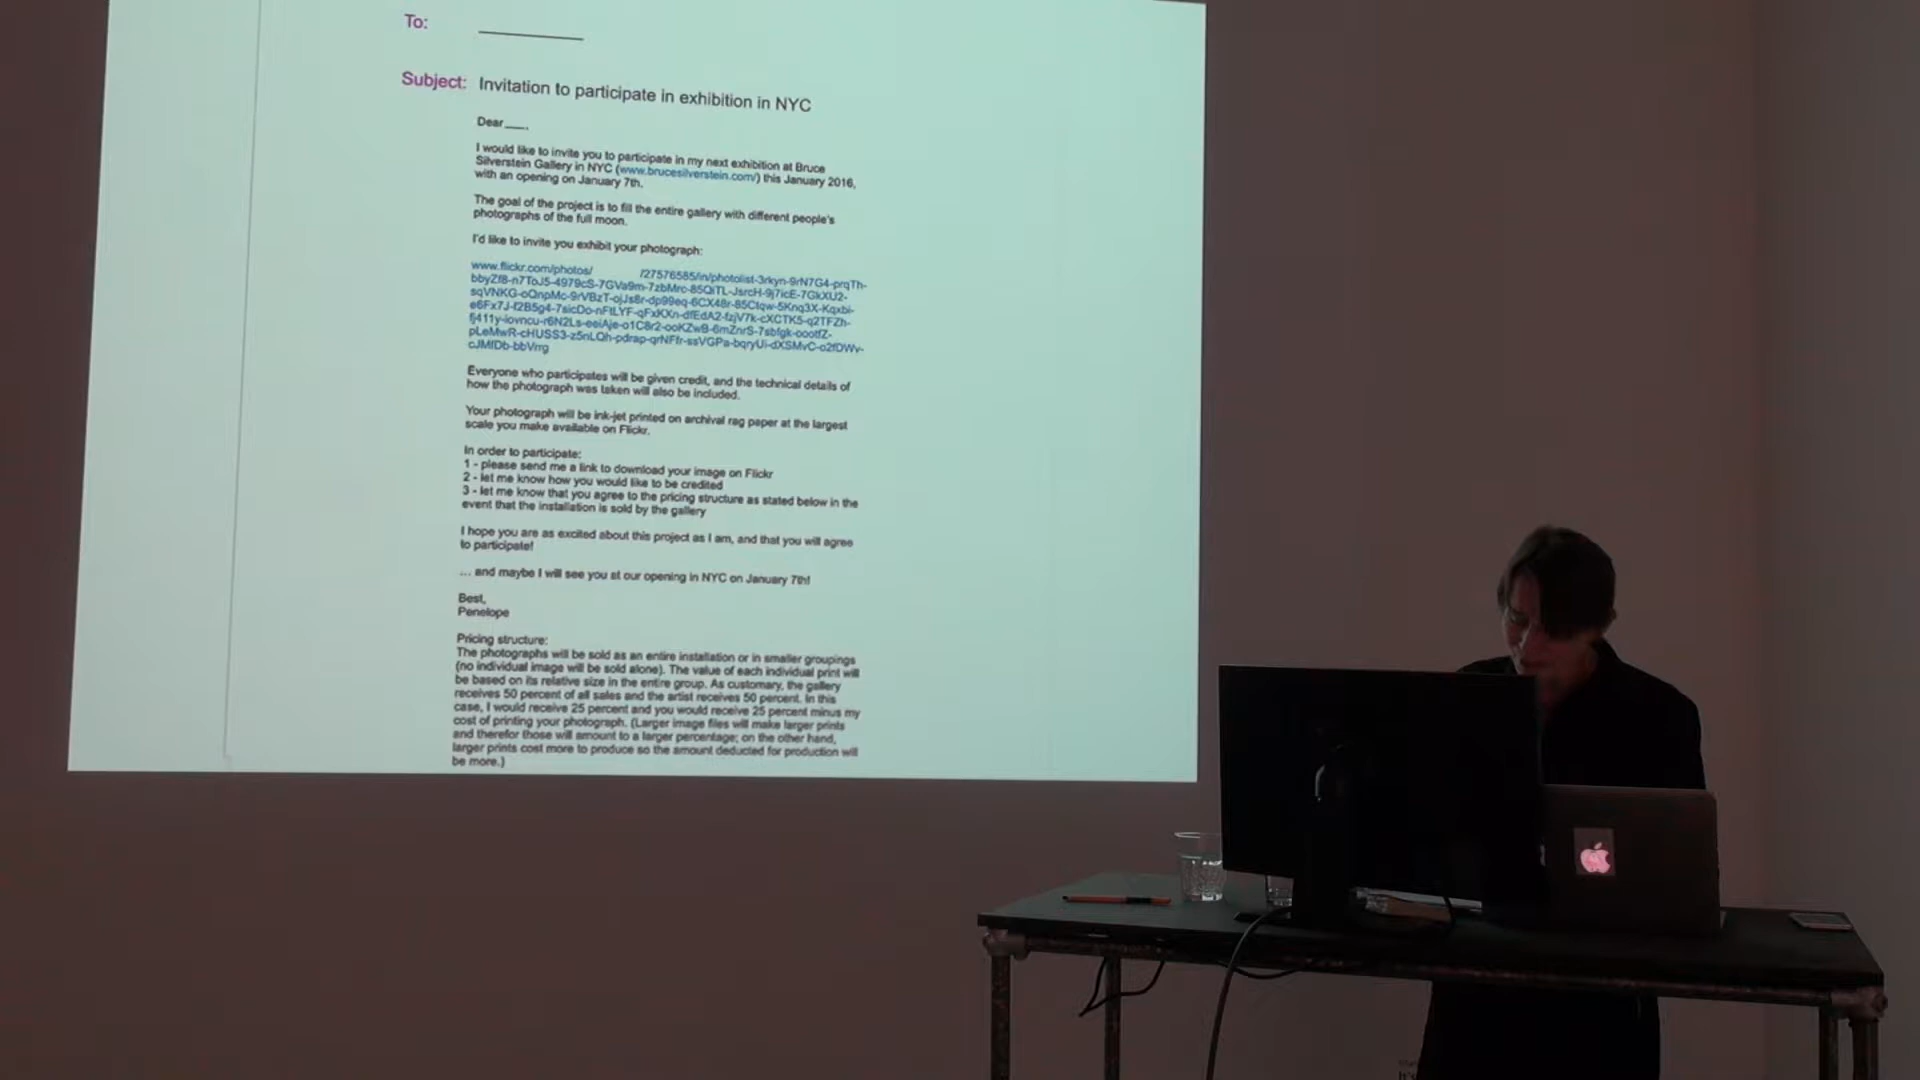 To:
Subject: Invitation to participate in exhibition in NYC
Dear___,
I would like to invite you to participate in my next exhibition at Bruce
Silverstein Gallery in NYC (www.brucesilverstein.com/) this January 2016,
with an opening on January 7th.
The goal of the project is to fill the entire gallery with different people's
photographs of the full moon.
I'd like to invite you exhibit your photograph:
www.flickr.com/photos/ /27576585/in/photolist-3rkyn-9rN7G4-prqTh-
Everyone who participates will be given credit, and the technical details of
how the photograph was taken will also be included.
Your photograph will be ink-jet printed on archival rag paper at the largest
scale you make available on Flickr.
In order to participate:
1 - please send me a link to download your image on Flickr
2 - let me know how you would like to be credited
3 - let me know that you agree to the pricing structure as stated below in the
event that the installation is sold by the gallery
I hope you are as excited about this project as I am, and that you will agree
to participate!
... and maybe I will see you at our opening in NYC on January 7th!
Best,
Penelope
Pricing structure:
The photographs will be sold as an entire installation or in smaller groupings
(no individual image will be sold alone). The value of each individual print will
be based on its relative size in the entire group. As customary, the gallery
receives 50 percent of all sales and the artist receives 50 percent. In this
case, I would receive 25 percent and you would receive 25 percent minus my
cost of printing your photograph. (Larger image files will make larger prints
and therefor those will amount to a larger percentage; on the other hand,
larger prints cost more to produce so the amount deducted for production will
be more.)